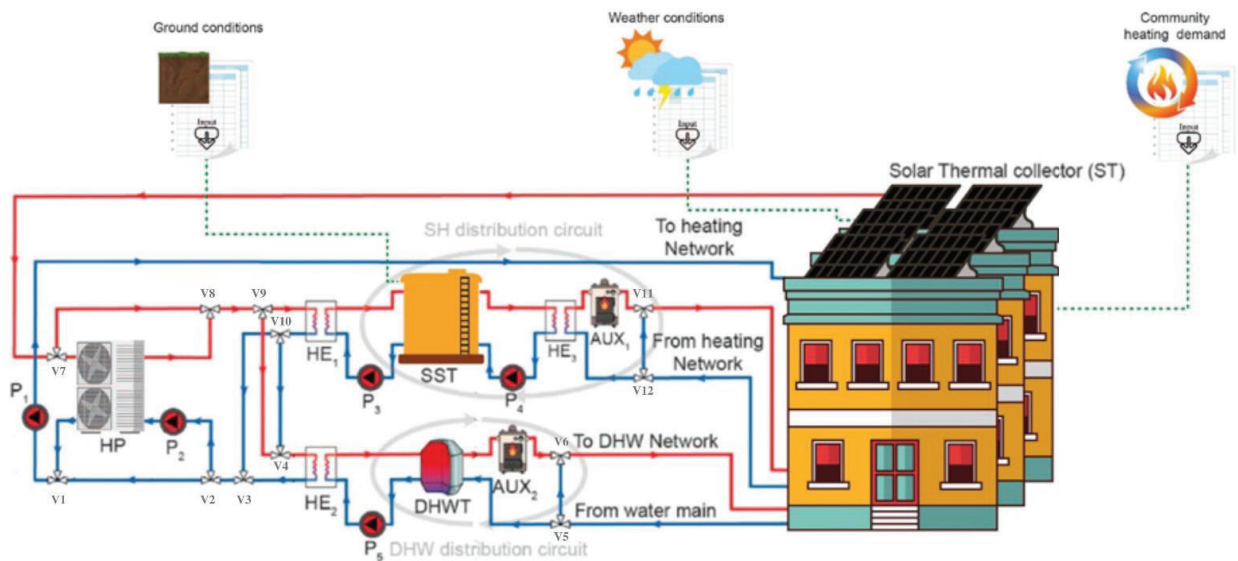 Ground conditions
Weather conditions
Community
heating demand
Input
Input
Input
Solar Thermal collector (ST)
SH distribution circuit
To heating
Network
V8
V9
V10
V11
HE1
SST
HE3
AUX1
From heating
Network
V7
V12
P1
HP
P2
P3
P4
V6
To DHW Network
V4
V1
V2
V3
HE2
DHWT
AUX2
From water main
V5
P5
DHW distribution circuit